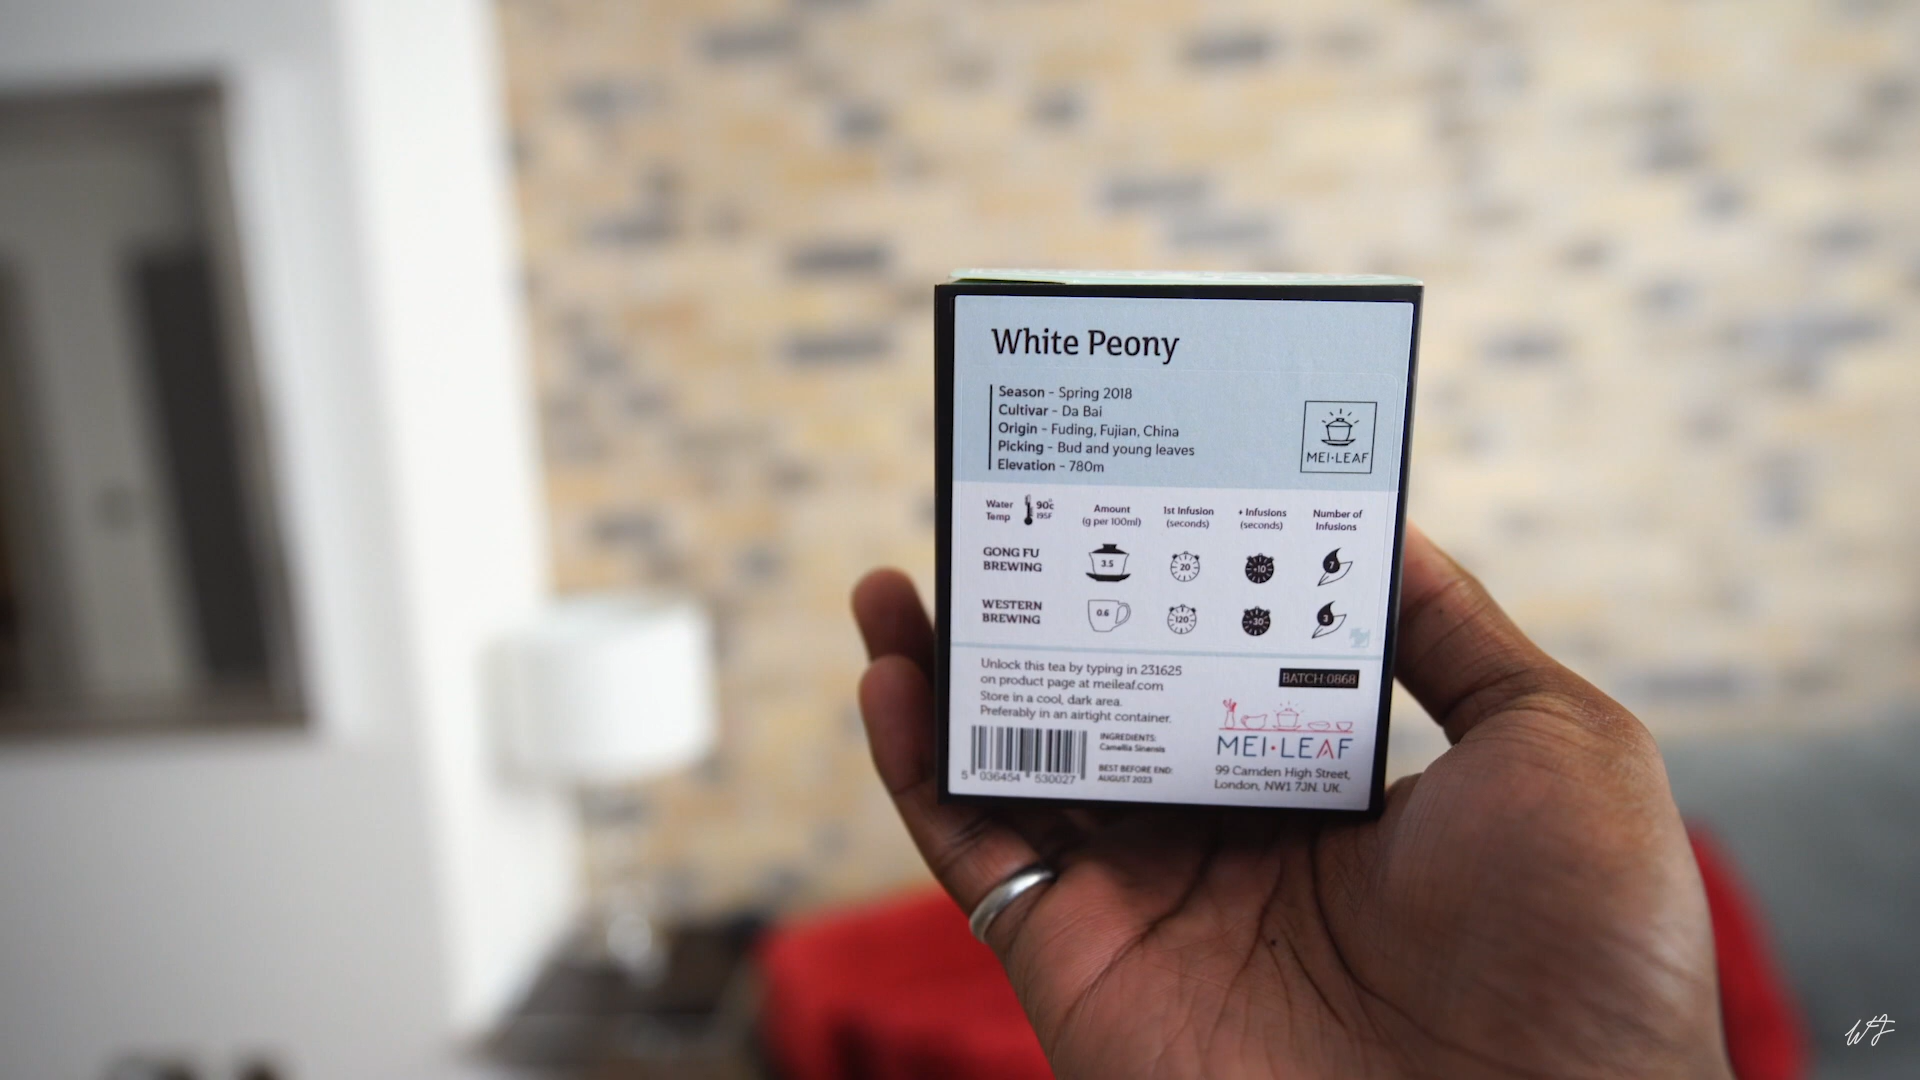 White Peony
Season - Spring 2018
Cultivar - Da Bai
Origin - Fuding, Fujian, China
Picking - Bud and young leaves
Elevation - 780m
MEI·LEAF
Water Temp 90°c 195F
Amount (g per 100ml)
1st Infusion (seconds)
+ Infusions (seconds)
Number of Infusions
GONG FU BREWING 3.5 20 +10 7
WESTERN BREWING 0.6 120 +30 3
Unlock this tea by typing in 231625
on product page at meileaf.com
Store in a cool, dark area.
Preferably in an airtight container.
BATCH:0868
INGREDIENTS:
Camellia Sinensis
BEST BEFORE END:
AUGUST 2023
5 036454 530027
MEI·LEAF
99 Camden High Street,
London, NW1 7JN. UK.